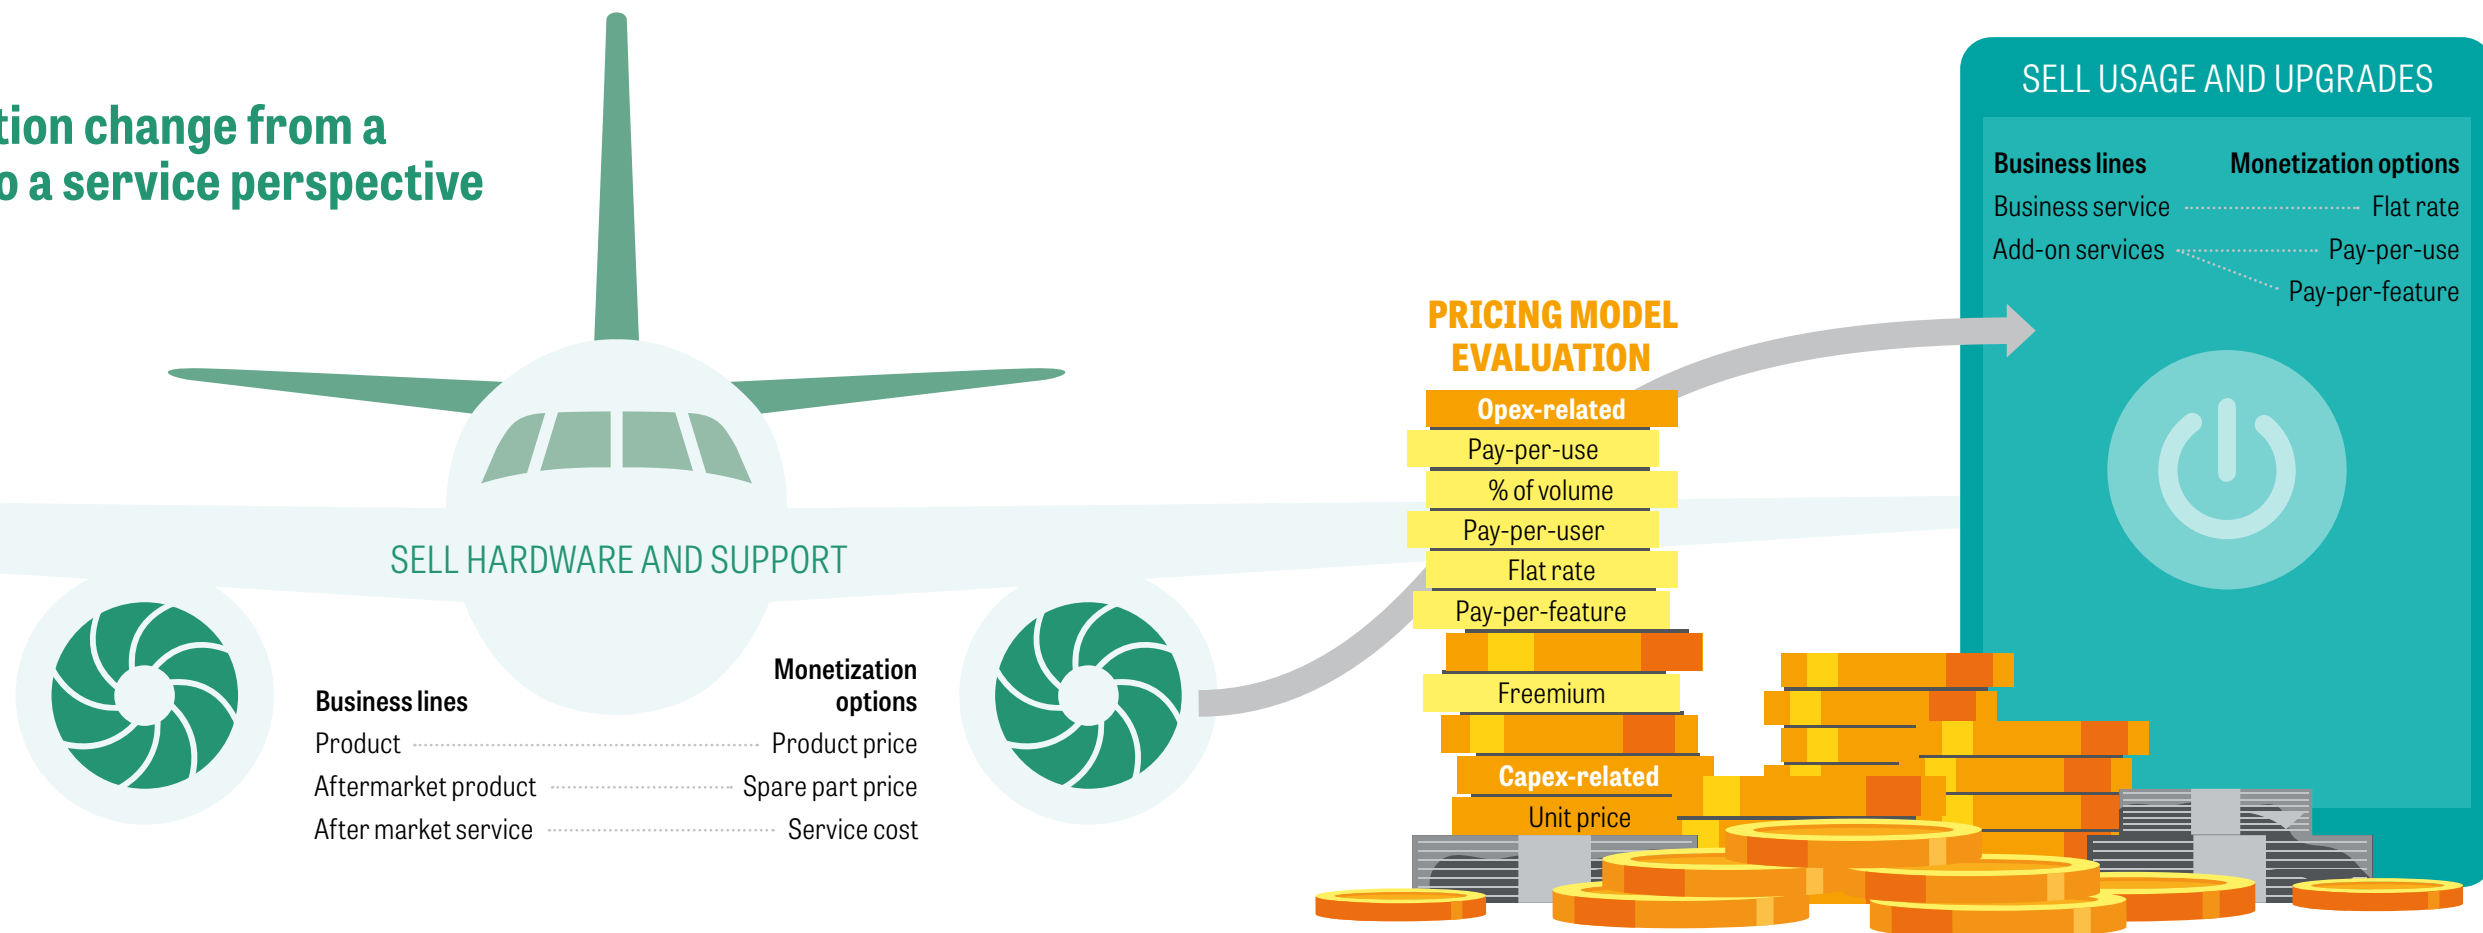 tion change from a
o a service perspective
SELL HARDWARE AND SUPPORT
Business lines
Monetization
options
Product
Product price
Aftermarket product
Spare part price
After market service
Service cost
PRICING MODEL
EVALUATION
Opex-related
Pay-per-use
% of volume
Pay-per-user
Flat rate
Pay-per-feature
Freemium
Capex-related
Unit price
SELL USAGE AND UPGRADES
Business lines Monetization options
Business service Flat rate
Add-on services Pay-per-use
Pay-per-feature